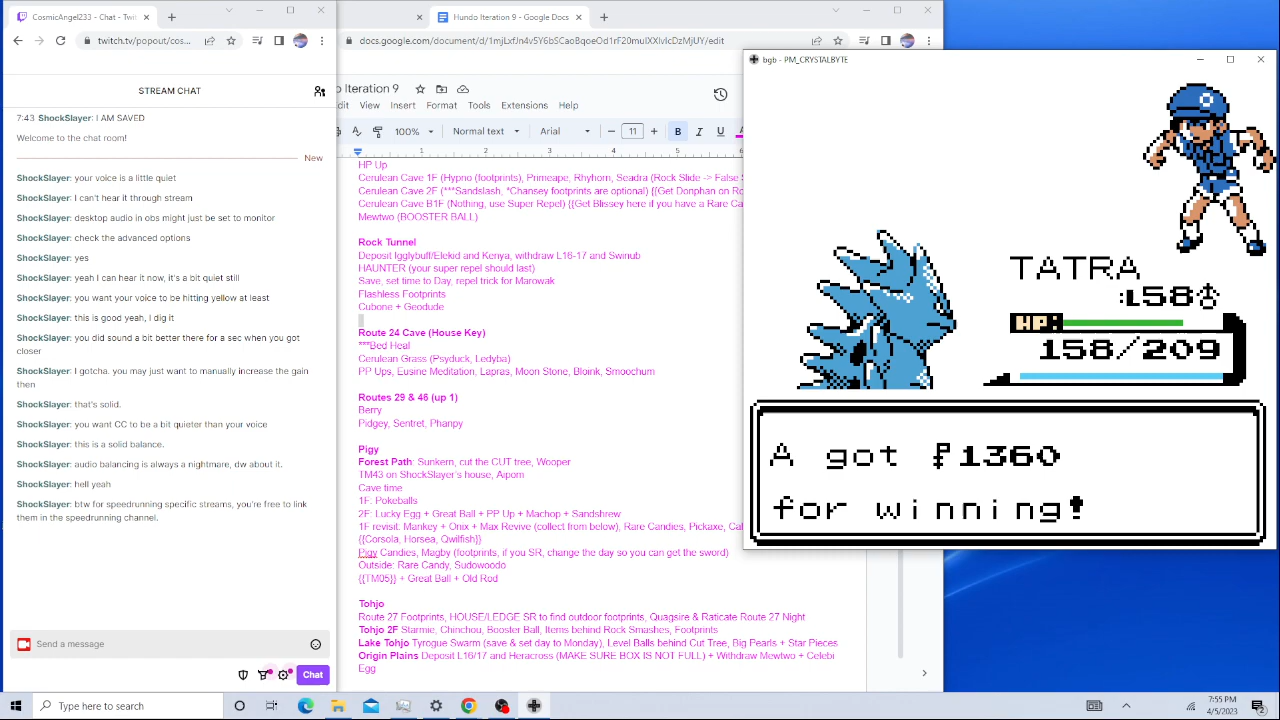 CosmicAngel233 - Chat - Twit
twitch.tv/popout/cos...
STREAM CHAT
7:43 ShockSlayer: I AM SAVED
Welcome to the chat room!
New
ShockSlayer: your voice is a little quiet
ShockSlayer: I can't hear it through stream
ShockSlayer: desktop audio in obs might just be set to monitor
ShockSlayer: check the advanced options
ShockSlayer: yes
ShockSlayer: yeah I can hear it now, it's a bit quiet still
ShockSlayer: you want your voice to be hitting yellow at least
ShockSlayer: this is good yeah, I dig it
ShockSlayer: you did sound a bit better there for a sec when you got
closer
ShockSlayer: I gotcha. you may just want to manually increase the gain
then
ShockSlayer: that's solid.
ShockSlayer: you want CC to be a bit quieter than your voice
ShockSlayer: this is a solid balance.
ShockSlayer: audio balancing is always a nightmare, dw about it.
ShockSlayer: hell yeah
ShockSlayer: btw for speedrunning specific streams, you're free to link
them in the speedrunning channel.
Send a message
Chat
Hundo Iteration 9 - Google Docs
docs.google.com/document/d/1mjLxfJn4v5Y6bSCaoBqoeOd1rF20muIXXlvIcDzMjUY/edit
o Iteration 9
dit View Insert Format Tools Extensions Help
100% Normal text Arial 11 B I U A
1 2 3 4 5 6
HP Up
Cerulean Cave 1F (Hypno (footprints), Primeape, Rhyhorn, Seadra (Rock Slide -> False S
Cerulean Cave 2F (***Sandslash, *Chansey footprints are optional) {{Get Donphan on Ro
Cerulean Cave B1F (Nothing, use Super Repel) {{Get Blissey here if you have a Rare Ca
Mewtwo (BOOSTER BALL)
Rock Tunnel
Deposit Igglybuff/Elekid and Kenya, withdraw L16-17 and Swinub
HAUNTER (your super repel should last)
Save, set time to Day, repel trick for Marowak
Flashless Footprints
Cubone + Geodude
Route 24 Cave (House Key)
***Bed Heal
Cerulean Grass (Psyduck, Ledyba)
PP Ups, Eusine Meditation, Lapras, Moon Stone, Bloink, Smoochum
Routes 29 & 46 (up 1)
Berry
Pidgey, Sentret, Phanpy
Pigy
Forest Path: Sunkern, cut the CUT tree, Wooper
TM43 on ShockSlayer's house, Aipom
Cave time
1F: Pokeballs
2F: Lucky Egg + Great Ball + PP Up + Machop + Sandshrew
1F revisit: Mankey + Onix + Max Revive (collect from below), Rare Candies, Pickaxe, Cal
{{Corsola, Horsea, Qwilfish}}
Pigy Candies, Magby (footprints, if you SR, change the day so you can get the sword)
Outside: Rare Candy, Sudowoodo
{{TM05}} + Great Ball + Old Rod
Tohjo
Route 27 Footprints, HOUSE/LEDGE SR to find outdoor footprints, Quagsire & Raticate Route 27 Night
Tohjo 2F Starmie, Chinchou, Booster Ball, Items behind Rock Smashes, Footprints
Lake Tohjo Tyrogue Swarm (save & set day to Monday), Level Balls behind Cut Tree, Big Pearls + Star Pieces
Origin Plains Deposit L16/17 and Heracross (MAKE SURE BOX IS NOT FULL) + Withdraw Mewtwo + Celebi
Egg
bgb - PM_CRYSTALBYTE
TATRA
:L58♂
HP:
158/209
A got ₽1360
for winning!
Type here to search
7:55 PM
4/5/2023
2